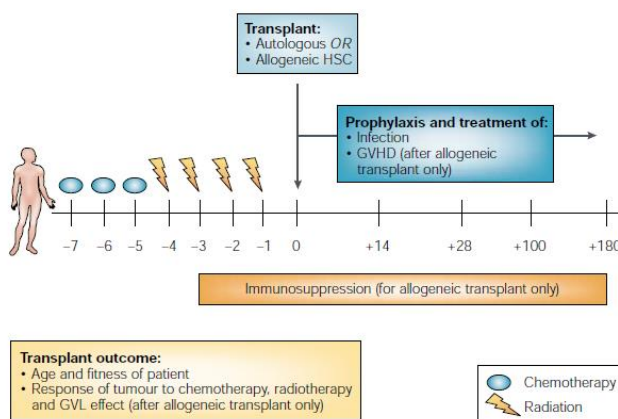 Transplant:
• Autologous OR
• Allogeneic HSC
Prophylaxis and treatment of:
• Infection
• GVHD (after allogeneic
transplant only)
–7 –6 –5 –4 –3 –2 –1 0 +14 +28 +100 +180
Immunosuppression (for allogeneic transplant only)
Transplant outcome:
• Age and fitness of patient
• Response of tumour to chemotherapy, radiotherapy
and GVL effect (after allogeneic transplant only)
Chemotherapy
Radiation